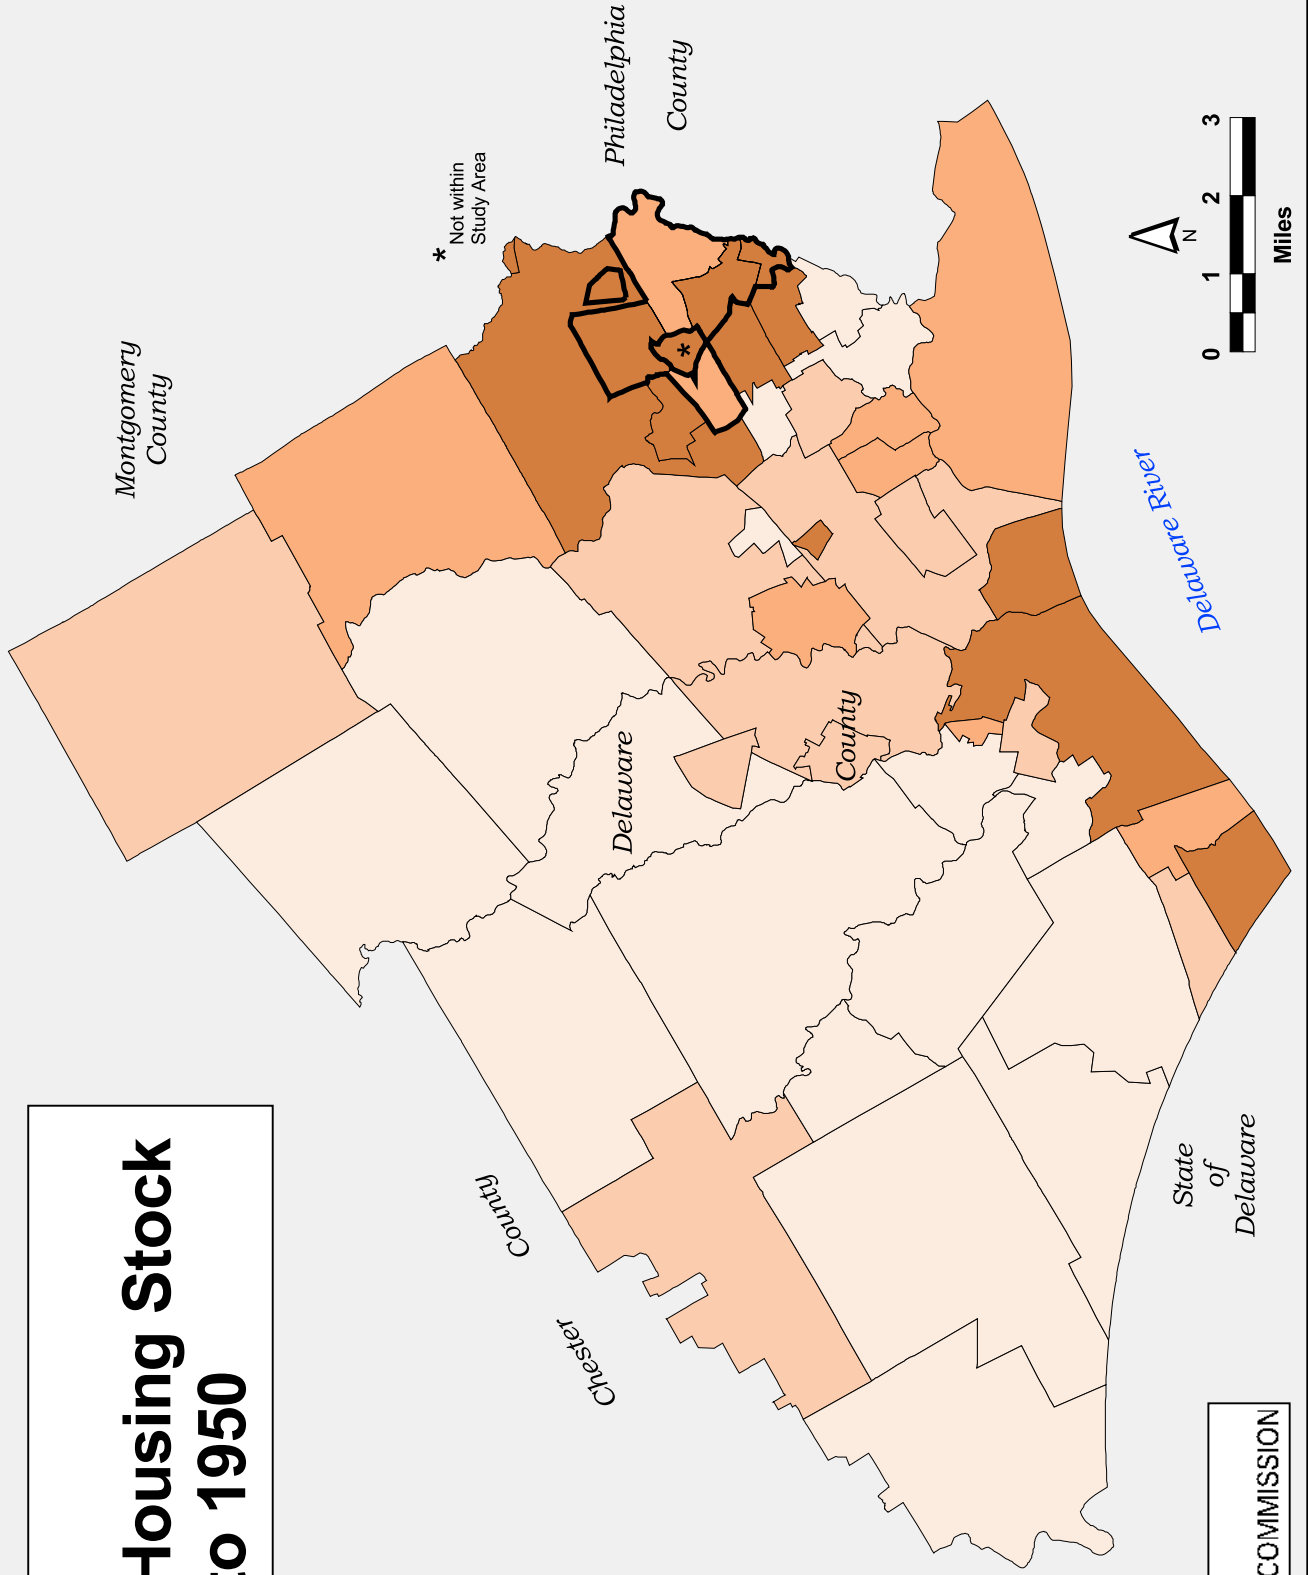 Housing Stock
to 1950
Montgomery
County
* Not within
Study Area
Philadelphia
County
Chester
County
Delaware
County
*
Delaware River
State
of
Delaware
N
0 1 2 3
Miles
COMMISSION